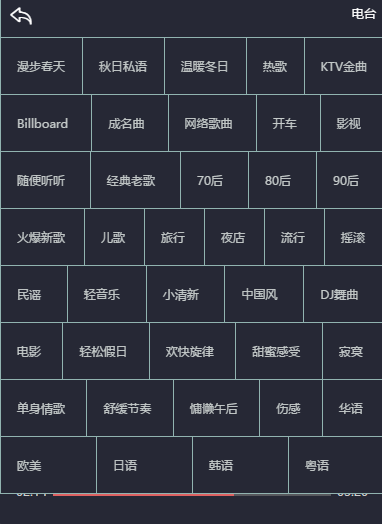 电台
漫步春天 秋日私语 温暖冬日 热歌 KTV金曲
Billboard 成名曲 网络歌曲 开车 影视
随便听听 经典老歌 70后 80后 90后
火爆新歌 儿歌 旅行 夜店 流行 摇滚
民谣 轻音乐 小清新 中国风 DJ舞曲
电影 轻松假日 欢快旋律 甜蜜感受 寂寞
单身情歌 舒缓节奏 慵懒午后 伤感 华语
欧美 日语 韩语 粤语